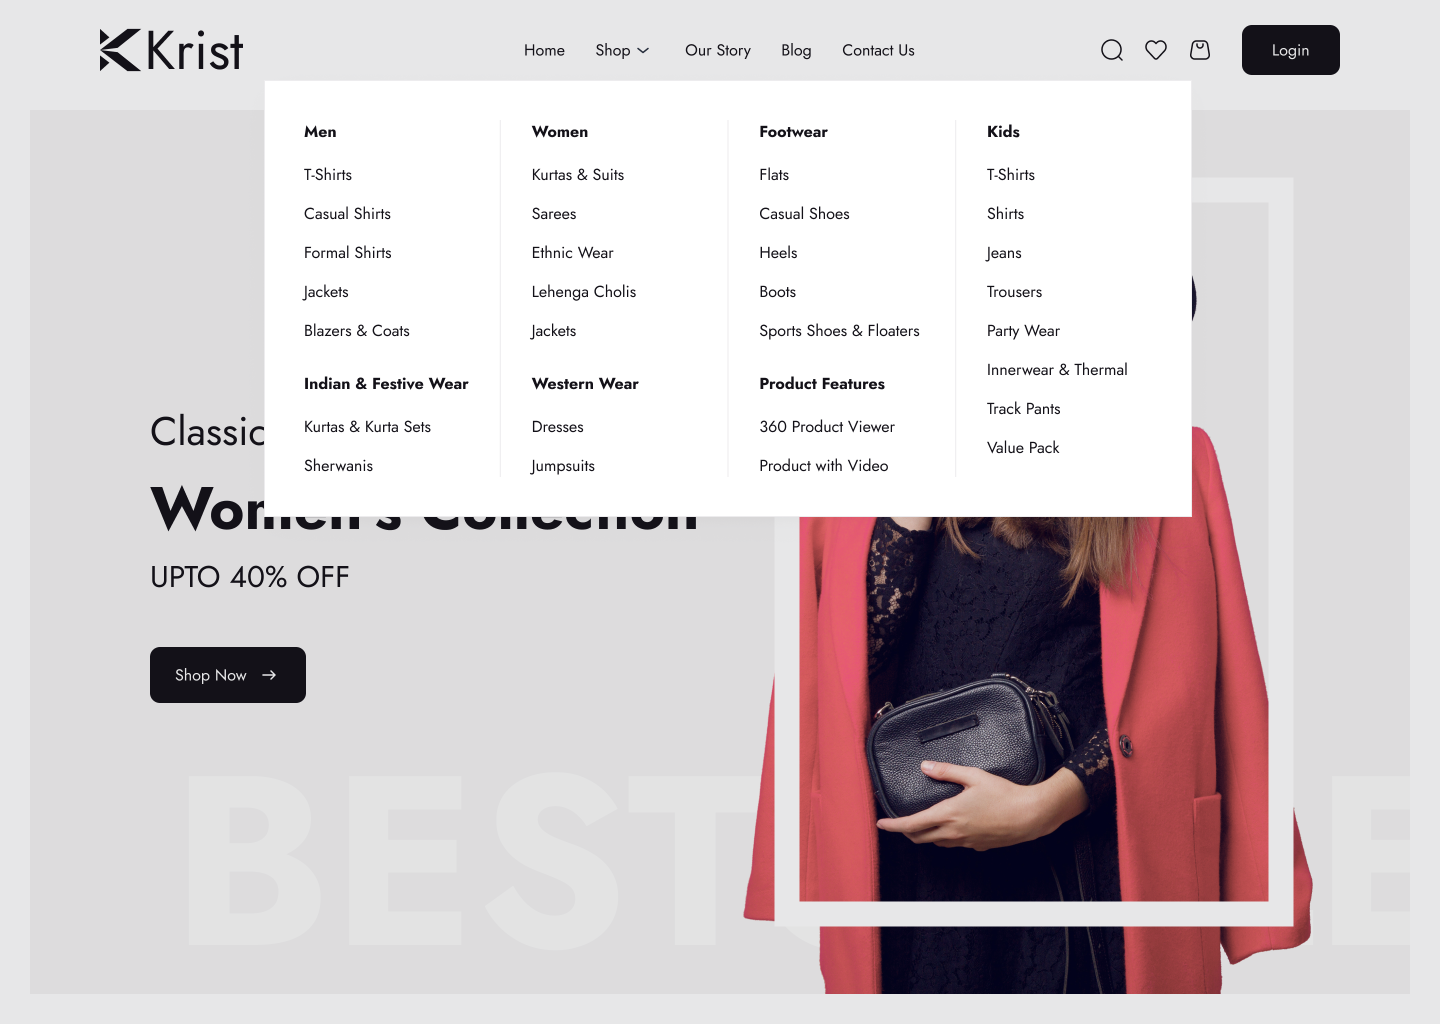 Krist
Home
Shop
Our Story
Blog
Contact Us
Login
Men
T-Shirts
Casual Shirts
Formal Shirts
Jackets
Blazers & Coats
Indian & Festive Wear
Kurtas & Kurta Sets
Sherwanis
Women
Kurtas & Suits
Sarees
Ethnic Wear
Lehenga Cholis
Jackets
Western Wear
Dresses
Jumpsuits
Footwear
Flats
Casual Shoes
Heels
Boots
Sports Shoes & Floaters
Product Features
360 Product Viewer
Product with Video
Kids
T-Shirts
Shirts
Jeans
Trousers
Party Wear
Innerwear & Thermal
Track Pants
Value Pack
Classic
Women's Collection
UPTO 40% OFF
Shop Now
BEST